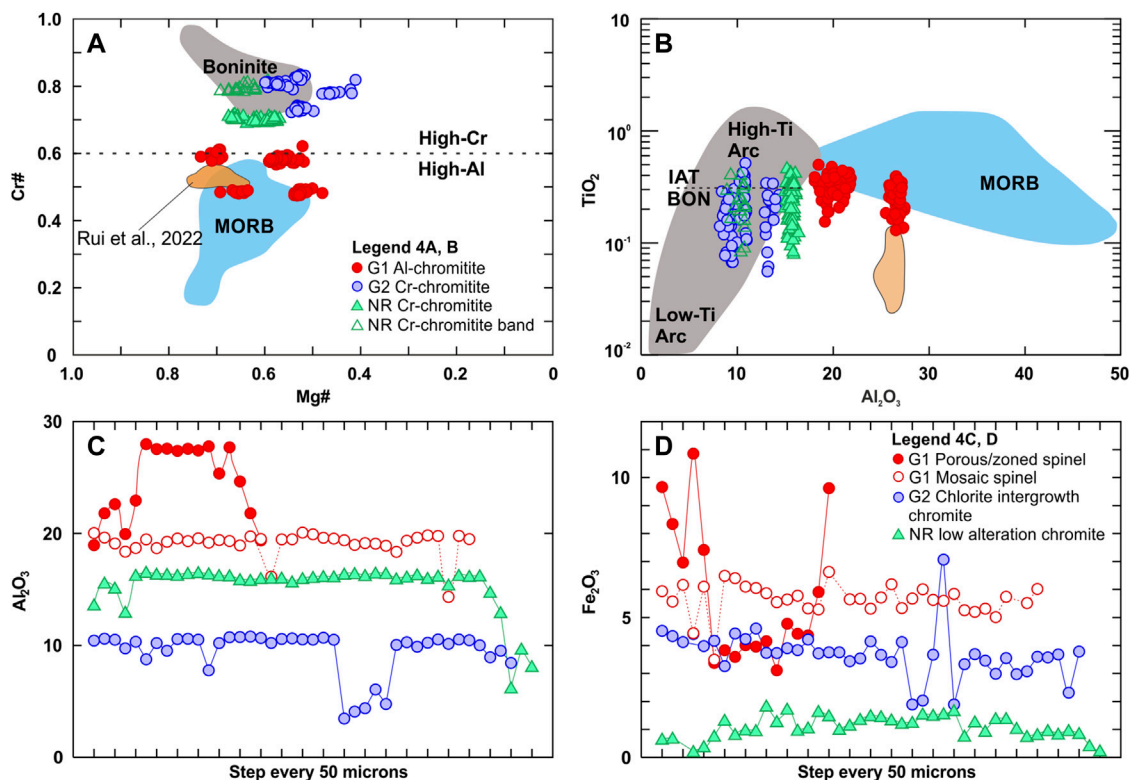 A
Boninite
High-Cr
High-Al
MORB
Rui et al., 2022
Legend 4A, B
G1 Al-chromitite
G2 Cr-chromitite
NR Cr-chromitite
NR Cr-chromitite band
Cr#
1.0
0.8
0.6
0.4
0.2
0
1.0 0.8 0.6 0.4 0.2 0
Mg#
B
High-Ti
Arc
IAT
BON
MORB
Low-Ti
Arc
TiO₂
10
10⁰
10⁻¹
10⁻²
0 10 20 30 40 50
Al₂O₃
C
Al₂O₃
30
20
10
0
Step every 50 microns
D
Legend 4C, D
G1 Porous/zoned spinel
G1 Mosaic spinel
G2 Chlorite intergrowth
chromite
NR low alteration chromite
Fe₂O₃
10
5
0
Step every 50 microns